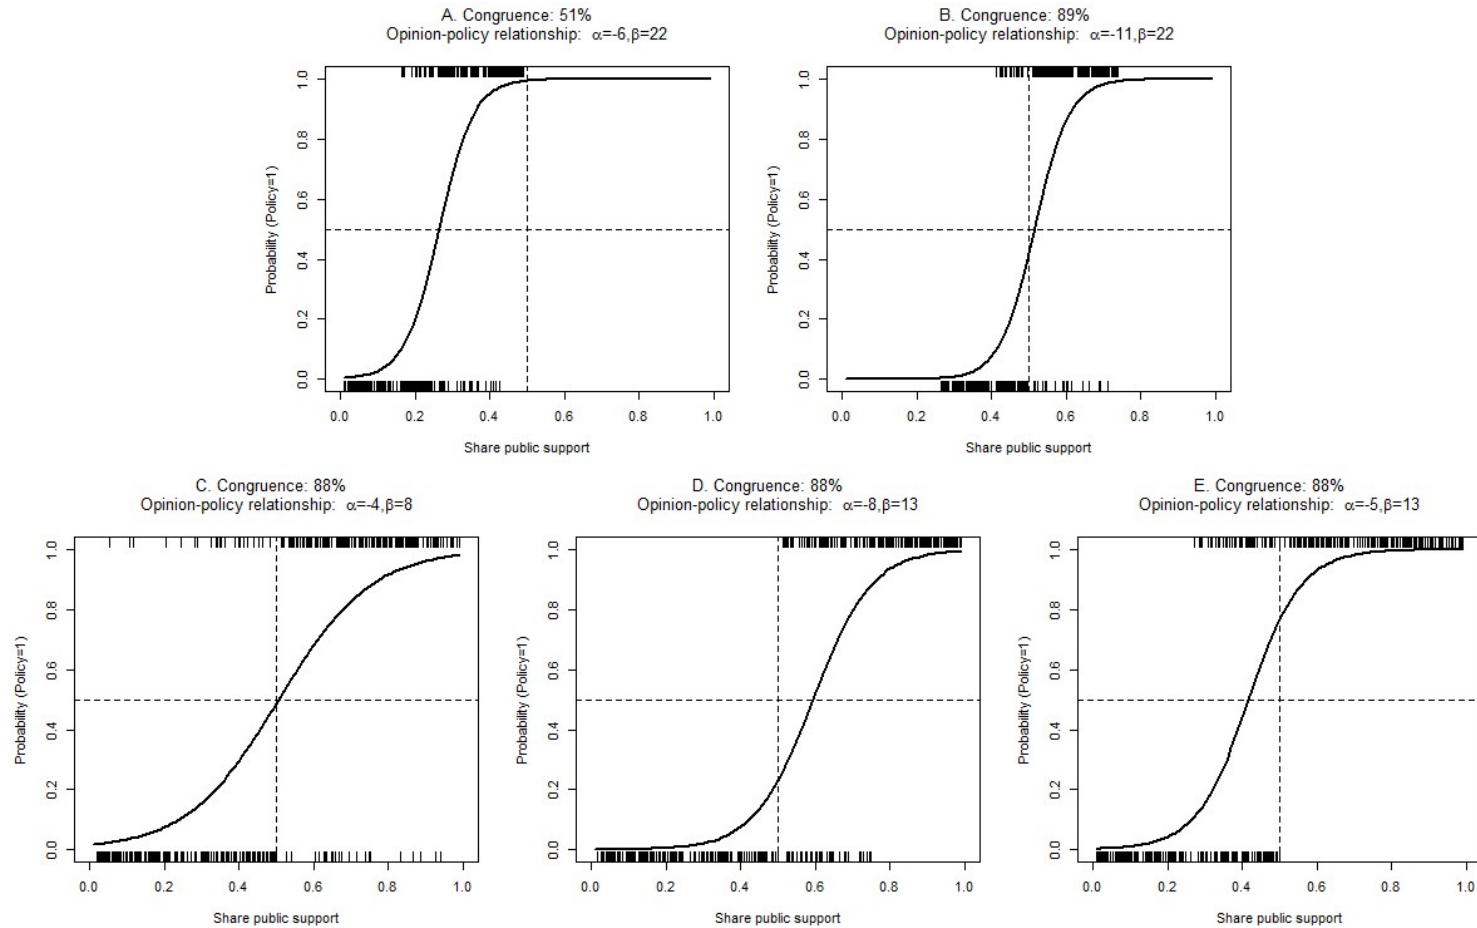 A. Congruence: 51%
Opinion-policy relationship: α=-6,β=22
Probability (Policy=1)
1.0
0.8
0.6
0.4
0.2
0.0
0.0 0.2 0.4 0.6 0.8 1.0
Share public support
B. Congruence: 89%
Opinion-policy relationship: α=-11,β=22
Probability (Policy=1)
1.0
0.8
0.6
0.4
0.2
0.0
0.0 0.2 0.4 0.6 0.8 1.0
Share public support
C. Congruence: 88%
Opinion-policy relationship: α=-4,β=8
Probability (Policy=1)
1.0
0.8
0.6
0.4
0.2
0.0
0.0 0.2 0.4 0.6 0.8 1.0
Share public support
D. Congruence: 88%
Opinion-policy relationship: α=-8,β=13
Probability (Policy=1)
1.0
0.8
0.6
0.4
0.2
0.0
0.0 0.2 0.4 0.6 0.8 1.0
Share public support
E. Congruence: 88%
Opinion-policy relationship: α=-5,β=13
Probability (Policy=1)
1.0
0.8
0.6
0.4
0.2
0.0
0.0 0.2 0.4 0.6 0.8 1.0
Share public support